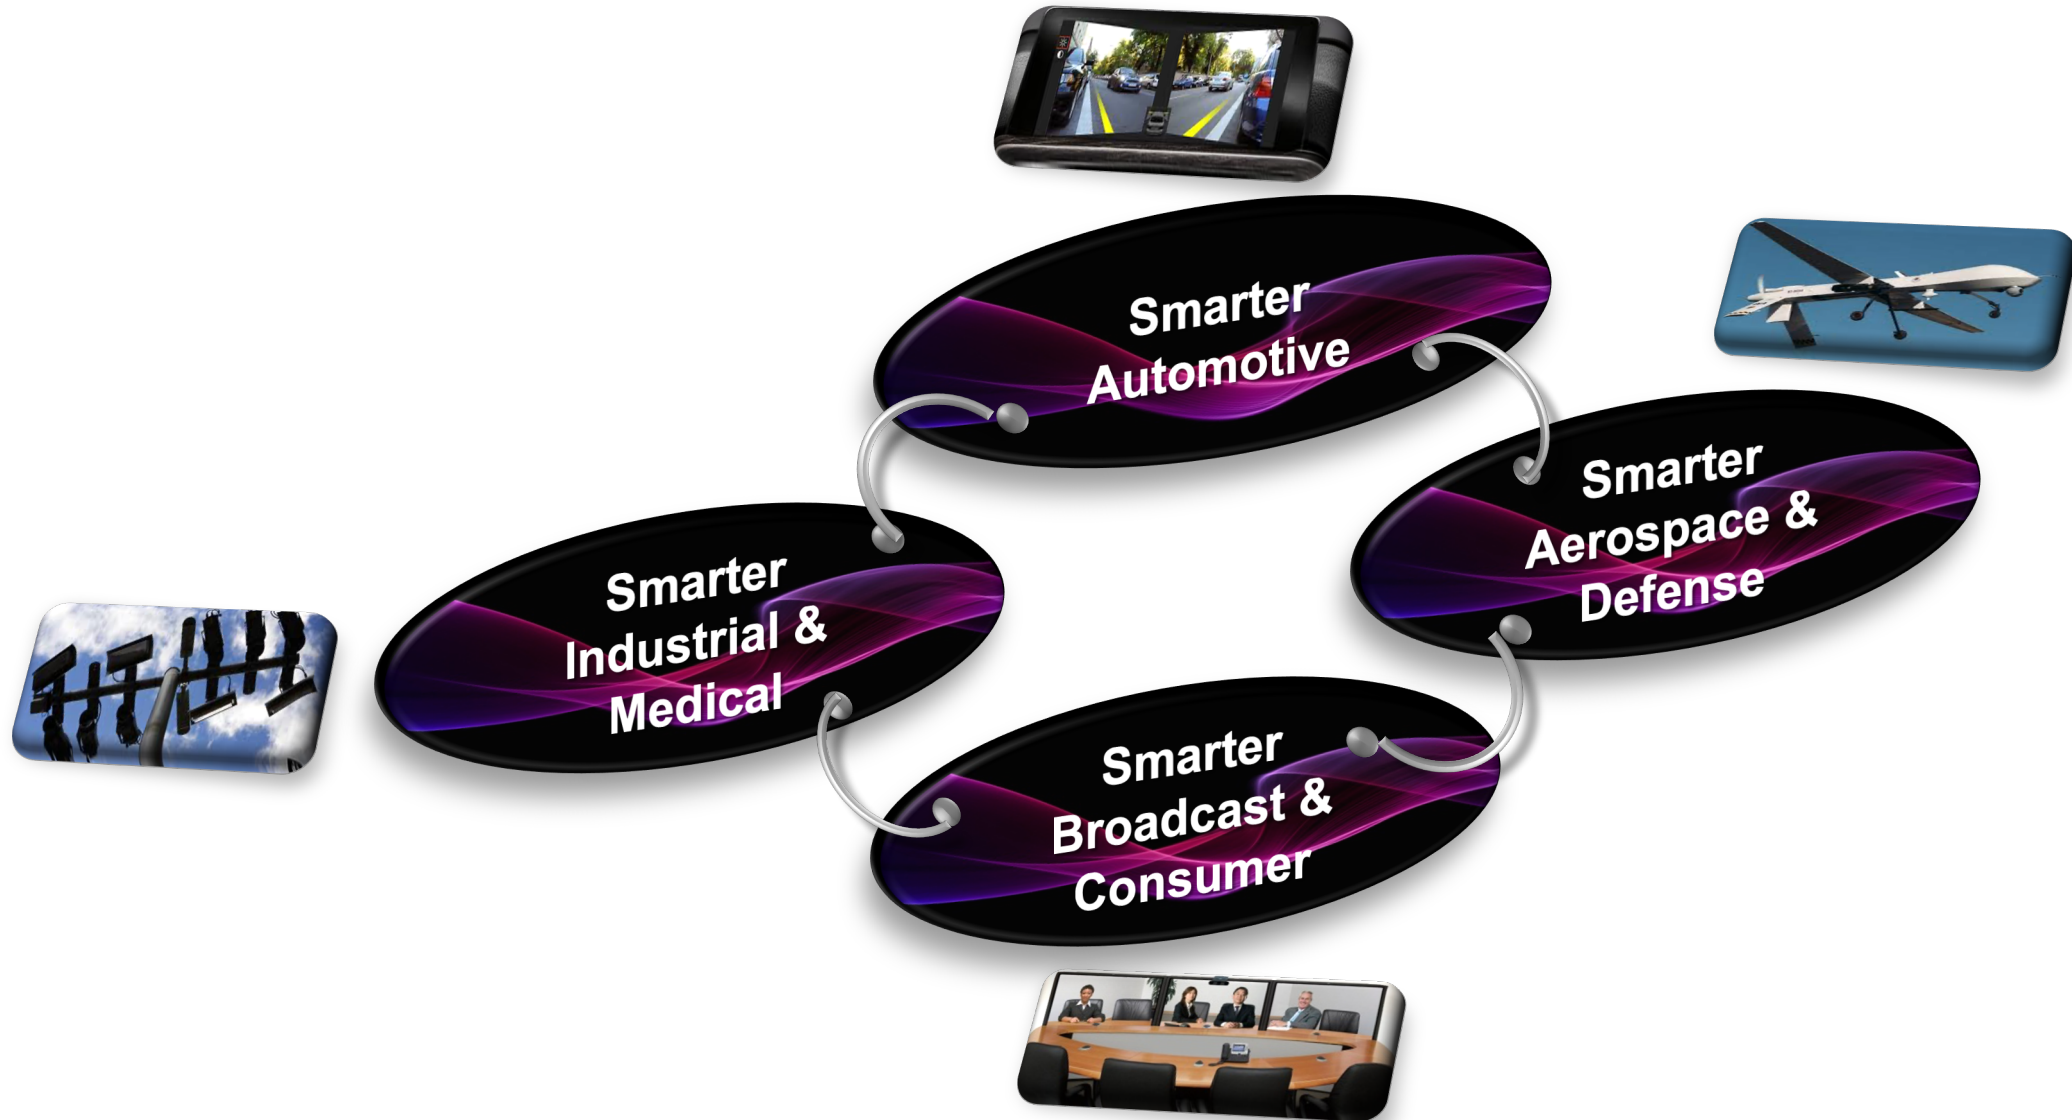 Smarter
Automotive
Smarter
Aerospace &
Defense
Smarter
Industrial &
Medical
Smarter
Broadcast &
Consumer